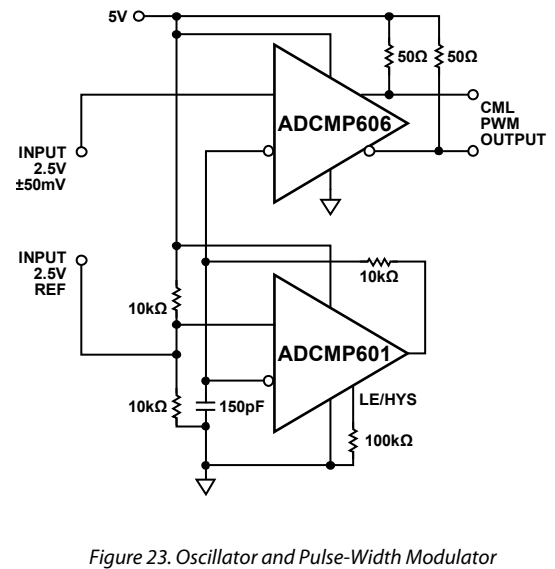 5V
50Ω
50Ω
ADCMP606
CML
PWM
OUTPUT
INPUT
2.5V
±50mV
INPUT
2.5V
REF
10kΩ
10kΩ
ADCMP601
10kΩ
150pF
LE/HYS
100kΩ
Figure 23. Oscillator and Pulse-Width Modulator